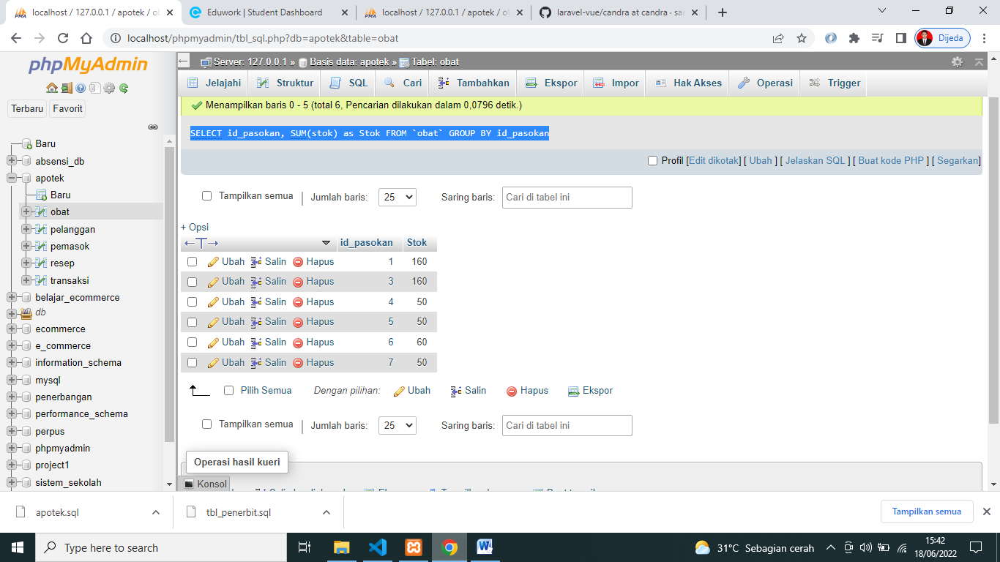 localhost / 127.0.0.1 / apotek / o
Eduwork | Student Dashboard
localhost / 127.0.0.1 / apotek / o
laravel-vue/candra at candra · sa
localhost/phpmyadmin/tbl_sql.php?db=apotek&table=obat
Dijeda
phpMyAdmin
Terbaru
Favorit
Baru
absensi_db
apotek
Baru
obat
pelanggan
pemasok
resep
transaksi
belajar_ecommerce
db
ecommerce
e_commerce
information_schema
mysql
penerbangan
performance_schema
perpus
phpmyadmin
project1
sistem_sekolah
Server: 127.0.0.1 » Basis data: apotek » Tabel: obat
Jelajahi
Struktur
SQL
Cari
Tambahkan
Ekspor
Impor
Hak Akses
Operasi
Trigger
Menampilkan baris 0 - 5 (total 6, Pencarian dilakukan dalam 0,0796 detik.)
SELECT id_pasokan, SUM(stok) as Stok FROM `obat` GROUP BY id_pasokan
Profil [Edit dikotak] [ Ubah ] [ Jelaskan SQL ] [ Buat kode PHP ] [ Segarkan]
Tampilkan semua | Jumlah baris: 25 Saring baris: Cari di tabel ini
+ Opsi
←T→ id_pasokan Stok
Ubah Salin Hapus 1 160
Ubah Salin Hapus 3 160
Ubah Salin Hapus 4 50
Ubah Salin Hapus 5 50
Ubah Salin Hapus 6 60
Ubah Salin Hapus 7 50
Pilih Semua Dengan pilihan: Ubah Salin Hapus Ekspor
Tampilkan semua | Jumlah baris: 25 Saring baris: Cari di tabel ini
Operasi hasil kueri
Konsol
apotek.sql
tbl_penerbit.sql
Tampilkan semua
Type here to search
31°C Sebagian cerah
15:42
18/06/2022